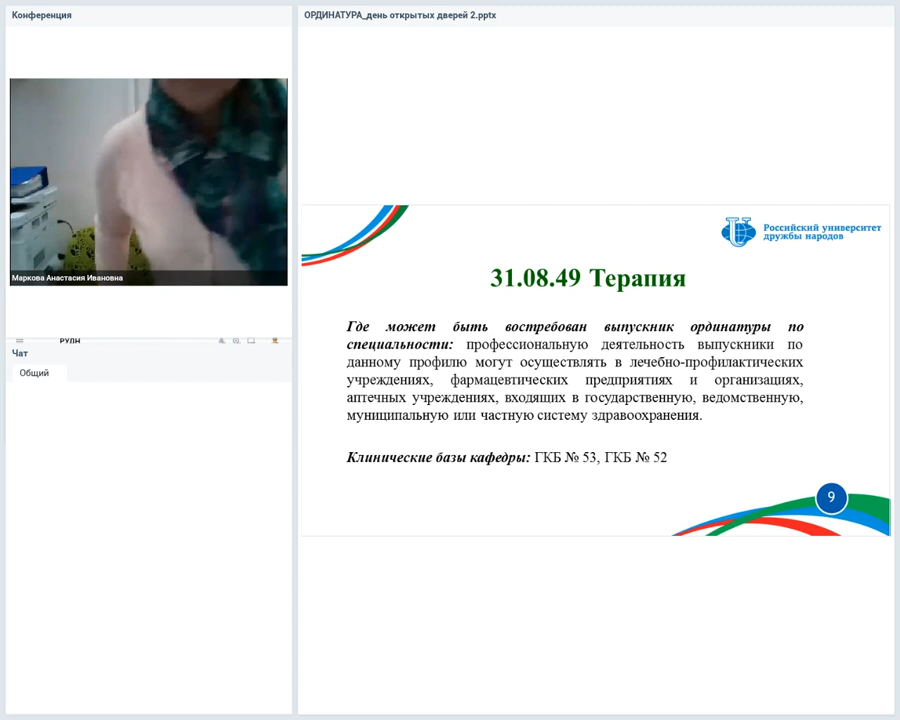 Конференция
ОРДИНАТУРА_день открытых дверей 2.pptx
Маркова Анастасия Ивановна
РУДН
Чат
Общий
Российский университет
дружбы народов
31.08.49 Терапия
Где может быть востребован выпускник ординатуры по
специальности: профессиональную деятельность выпускники по
данному профилю могут осуществлять в лечебно-профилактических
учреждениях, фармацевтических предприятиях и организациях,
аптечных учреждениях, входящих в государственную, ведомственную,
муниципальную или частную систему здравоохранения.
Клинические базы кафедры: ГКБ № 53, ГКБ № 52
9